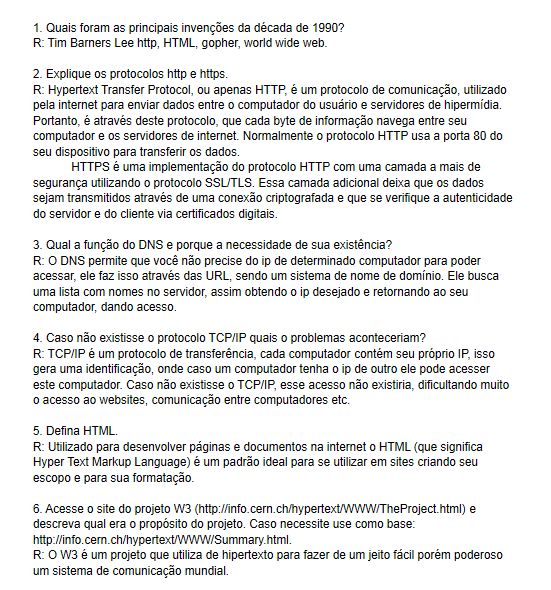 1. Quais foram as principais invenções da década de 1990?
R: Tim Barners Lee http, HTML, gopher, world wide web.
2. Explique os protocolos http e https.
R: Hypertext Transfer Protocol, ou apenas HTTP, é um protocolo de comunicação, utilizado
pela internet para enviar dados entre o computador do usuário e servidores de hipermídia.
Portanto, é através deste protocolo, que cada byte de informação navega entre seu
computador e os servidores de internet. Normalmente o protocolo HTTP usa a porta 80 do
seu dispositivo para transferir os dados.
HTTPS é uma implementação do protocolo HTTP com uma camada a mais de
segurança utilizando o protocolo SSL/TLS. Essa camada adicional deixa que os dados
sejam transmitidos através de uma conexão criptografada e que se verifique a autenticidade
do servidor e do cliente via certificados digitais.
3. Qual a função do DNS e porque a necessidade de sua existência?
R: O DNS permite que você não precise do ip de determinado computador para poder
acessar, ele faz isso através das URL, sendo um sistema de nome de domínio. Ele busca
uma lista com nomes no servidor, assim obtendo o ip desejado e retornando ao seu
computador, dando acesso.
4. Caso não existisse o protocolo TCP/IP quais o problemas aconteceriam?
R: TCP/IP é um protocolo de transferência, cada computador contém seu próprio IP, isso
gera uma identificação, onde caso um computador tenha o ip de outro ele pode acesser
este computador. Caso não existisse o TCP/IP, esse acesso não existiria, dificultando muito
o acesso ao websites, comunicação entre computadores etc.
5. Defina HTML.
R: Utilizado para desenvolver páginas e documentos na internet o HTML (que significa
Hyper Text Markup Language) é um padrão ideal para se utilizar em sites criando seu
escopo e para sua formatação.
6. Acesse o site do projeto W3 (http://info.cern.ch/hypertext/WWW/TheProject.html) e
descreva qual era o propósito do projeto. Caso necessite use como base:
http://info.cern.ch/hypertext/WWW/Summary.html.
R: O W3 é um projeto que utiliza de hipertexto para fazer de um jeito fácil porém poderoso
um sistema de comunicação mundial.